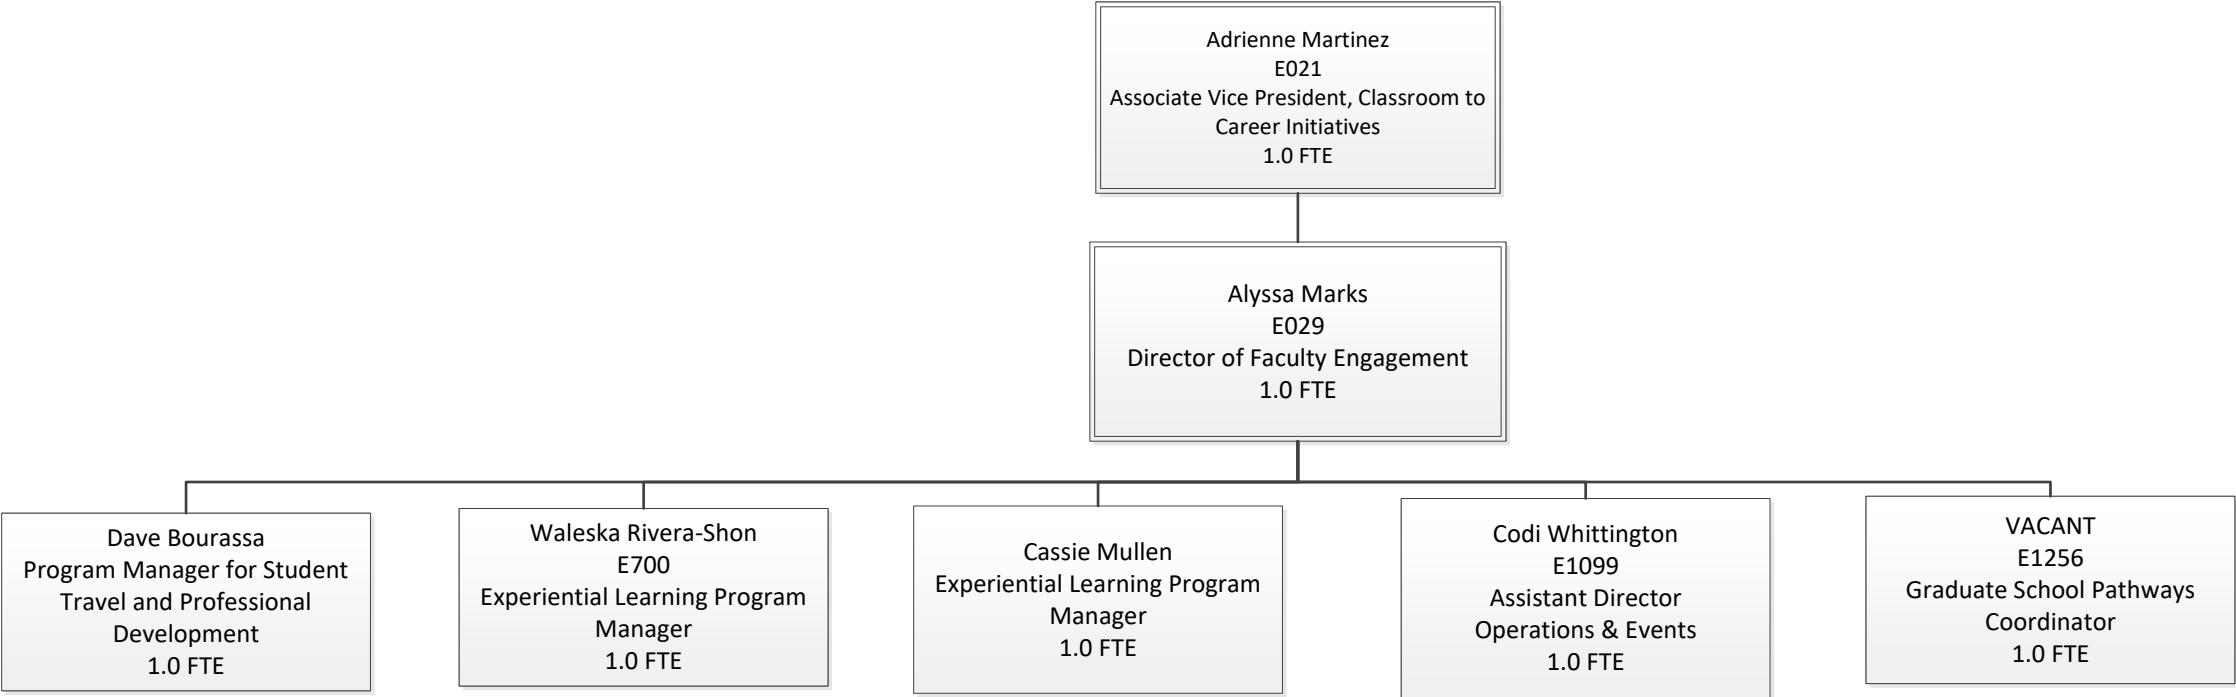 Adrienne Martinez
E021
Associate Vice President, Classroom to
Career Initiatives
1.0 FTE
Alyssa Marks
E029
Director of Faculty Engagement
1.0 FTE
Dave Bourassa
Program Manager for Student
Travel and Professional
Development
1.0 FTE
Waleska Rivera-Shon
E700
Experiential Learning Program
Manager
1.0 FTE
Cassie Mullen
Experiential Learning Program
Manager
1.0 FTE
Codi Whittington
E1099
Assistant Director
Operations & Events
1.0 FTE
VACANT
E1256
Graduate School Pathways
Coordinator
1.0 FTE